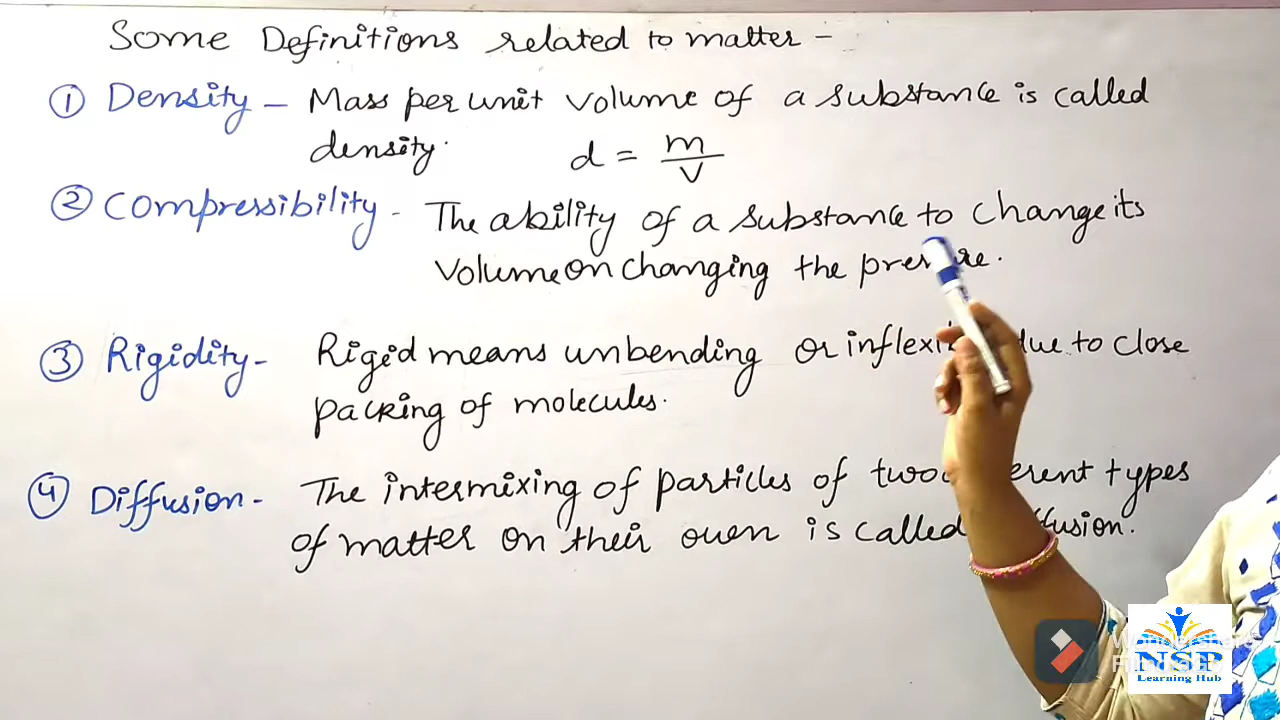 Some Definitions related to matter -
① Density - Mass per unit volume of a substance is called
density. d = m/V
② Compressibility - The ability of a substance to change its
volume on changing the
③ Rigidity - Rigid means unbending or due to close
packing of molecules.
④ Diffusion - The intermixing of particles of two types
of matter on their own is called
NSP
Learning Hub